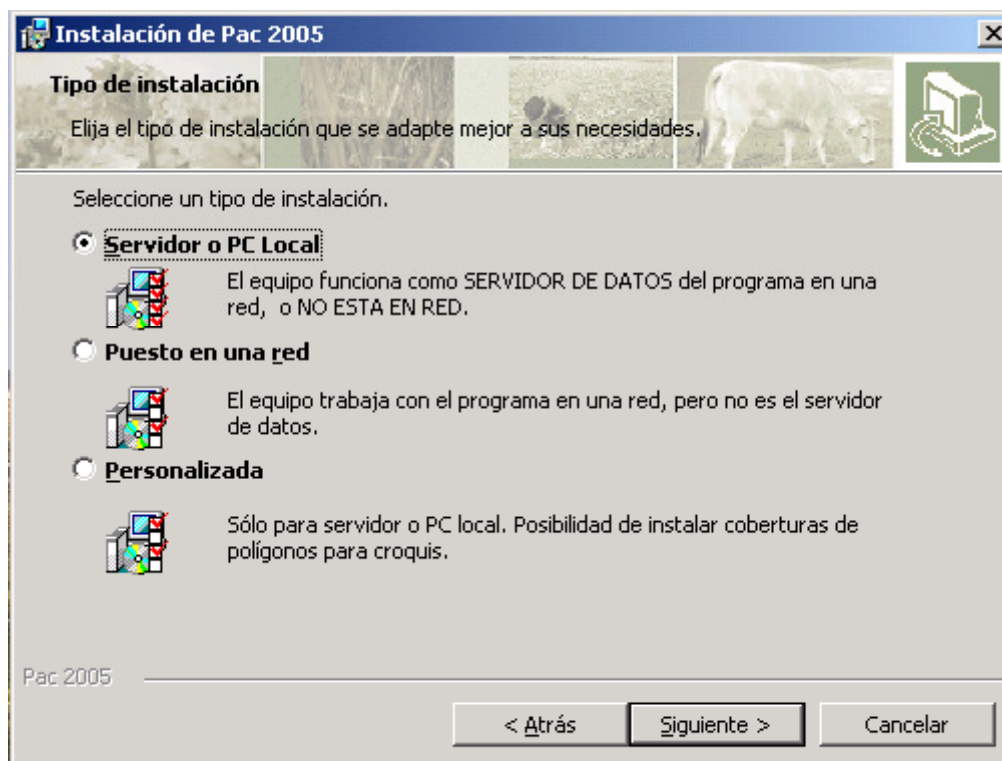 Instalación de Pac 2005
Tipo de instalación
Elija el tipo de instalación que se adapte mejor a sus necesidades.
Seleccione un tipo de instalación.
Servidor o PC Local
El equipo funciona como SERVIDOR DE DATOS del programa en una
red, o NO ESTA EN RED.
Puesto en una red
El equipo trabaja con el programa en una red, pero no es el servidor
de datos.
Personalizada
Sólo para servidor o PC local. Posibilidad de instalar coberturas de
polígonos para croquis.
Pac 2005
< Atrás Siguiente > Cancelar